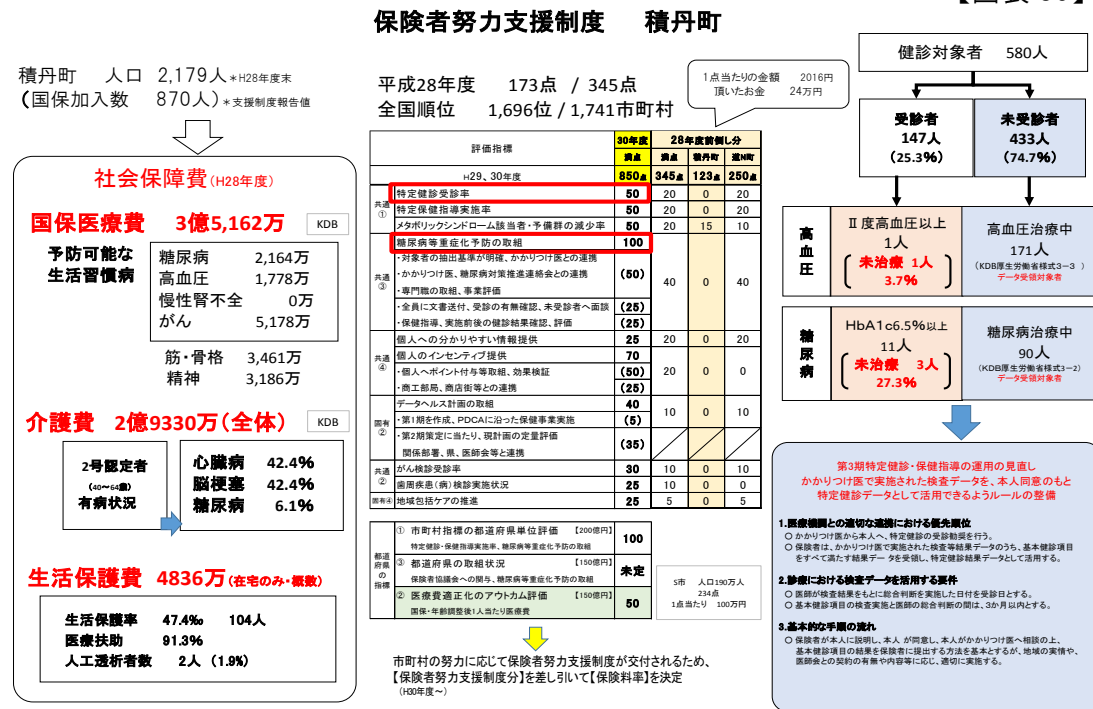 保険者努力支援制度　積丹町
積丹町　人口　2,179人＊H28年度末
（国保加入数　870人）＊支援制度報告値
社会保障費(H28年度)
国保医療費　3億5,162万
KDB
予防可能な
生活習慣病
糖尿病　2,164万
高血圧　1,778万
慢性腎不全　0万
がん　5,178万
筋・骨格　3,461万
精神　3,186万
介護費　2億9330万(全体)
KDB
2号認定者
(40～64歳)
有病状況
心臓病　42.4%
脳梗塞　42.4%
糖尿病　6.1%
生活保護費　4836万(在宅のみ・概数)
生活保護率　47.4‰　104人
医療扶助　91.3%
人工透析者数　2人（1.9%）
平成28年度　173点 / 345点
全国順位　1,696位 / 1,741市町村
1点当たりの金額　2016円
頂いたお金　24万円
評価指標　30年度　28年度前倒し分
満点　満点　積丹町　道N町
H29、30年度　850点　345点　123点　250点
共通①　特定健診受診率　50　20　0　20
特定保健指導実施率　50　20　0　20
メタボリックシンドローム該当者・予備群の減少率　50　20　15　10
共通③　糖尿病等重症化予防の取組　100　40　0　40
・対象者の抽出基準が明確、かかりつけ医との連携
・かかりつけ医、糖尿病対策推進連絡会との連携　(50)
・専門職の取組、事業評価
・全員に文書送付、受診の有無確認、未受診者へ面談　(25)
・保健指導、実施前後の健診結果確認、評価　(25)
共通④　個人への分かりやすい情報提供　25　20　0　20
個人のインセンティブ提供　70　20　0　0
・個人へポイント付与等取組、効果検証　(50)
・商工部局、商店街等との連携　(25)
固有②　データヘルス計画の取組　40　10　0　10
・第1期を作成、PDCAに沿った保健事業実施　(5)
・第2期策定に当たり、現計画の定量評価　(35)
関係部署、県、医師会等と連携
共通②　がん検診受診率　30　10　0　10
歯周疾患（病）検診実施状況　25　10　0　0
固有④　地域包括ケアの推進　25　5　0　5
都道府県の指標
① 市町村指標の都道府県単位評価　【200億円】　100
特定健診・保健指導実施率、糖尿病等重症化予防の取組
③ 都道府県の取組状況　【150億円】　未定
保険者協議会への関与、糖尿病等重症化予防の取組
② 医療費適正化のアウトカム評価　【150億円】　50
国保・年齢調整後1人当たり医療費
S市　人口190万人
234点
1点当たり　100万円
市町村の努力に応じて保険者努力支援制度が交付されるため、
【保険者努力支援制度分】を差し引いて【保険料率】を決定
（H30年度～）
健診対象者　580人
受診者
147人
(25.3%)
未受診者
433人
(74.7%)
高血圧
Ⅱ度高血圧以上
1人
未治療　1人
3.7%
高血圧治療中
171人
(KDB厚生労働省様式3－3　)
データ受領対象者
糖尿病
HbA1c6.5%以上
11人
未治療　3人
27.3%
糖尿病治療中
90人
(KDB厚生労働省様式3－2)
データ受領対象者
第3期特定健診・保健指導の運用の見直し
かかりつけ医で実施された検査データを、本人同意のもと
特定健診データとして活用できるようルールの整備
1.医療機関との適切な連携における優先順位
○ かかりつけ医から本人へ、特定健診の受診勧奨を行う。
○ 保険者は、かかりつけ医で実施された検査等結果データのうち、基本健診項目
をすべて満たす結果データを受領し、特定健診結果データとして活用する。
2.診療における検査データを活用する要件
○ 医師が検査結果をもとに総合判断を実施した日付を受診日とする。
○ 基本健診項目の検査実施と医師の総合判断の間は、3か月以内とする。
3.基本的な手順の流れ
○ 保険者が本人に説明し、本人 が同意し、本人がかかりつけ医へ相談の上、
基本健診項目の結果を保険者に提出する方法を基本とするが、地域の実情や、
医師会との契約の有無や内容等に応じ、適切に実施する。